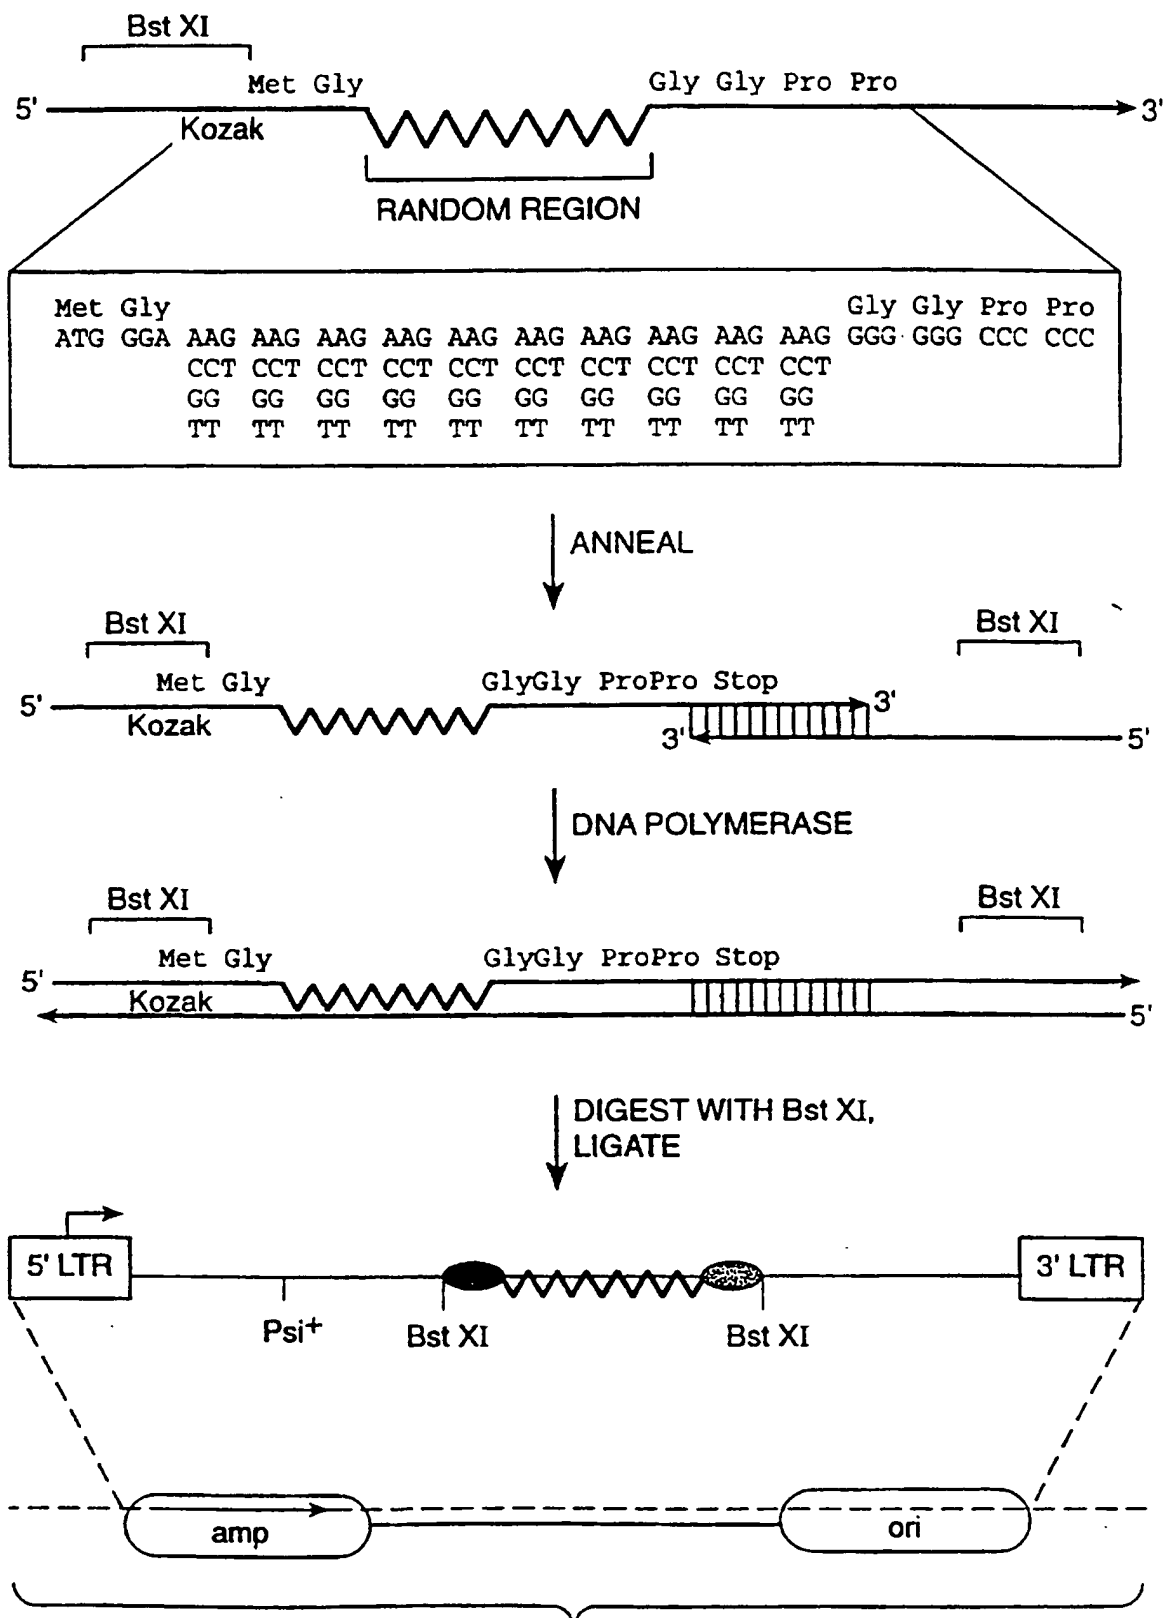 Bst XI
Met Gly
Gly Gly Pro Pro
5'
3'
Kozak
RANDOM REGION
Met Gly
Gly Gly Pro Pro
ATG GGA AAG AAG AAG AAG AAG AAG AAG AAG AAG AAG GGG GGG CCC CCC
CCT CCT CCT CCT CCT CCT CCT CCT CCT CCT
GG GG GG GG GG GG GG GG GG GG
TT TT TT TT TT TT TT TT TT TT
ANNEAL
Bst XI
Bst XI
Met Gly
GlyGly ProPro Stop
5'
3'
Kozak
3'
5'
DNA POLYMERASE
Bst XI
Bst XI
Met Gly
GlyGly ProPro Stop
5'
Kozak
5'
DIGEST WITH Bst XI,
LIGATE
5' LTR
3' LTR
Psi+
Bst XI
Bst XI
amp
ori